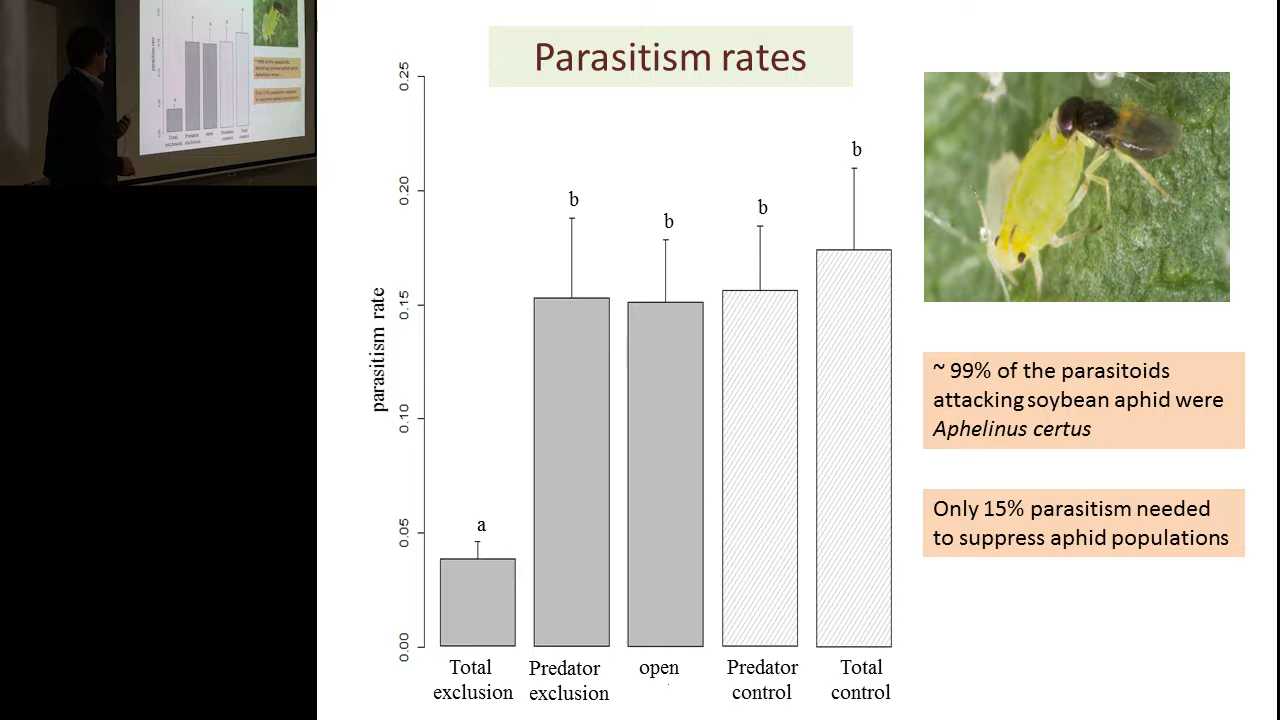 Parasitism rates
0.25
0.20
0.15
0.10
0.05
0.00
parasitism rate
a
b
b
b
b
Total
exclusion
Predator
exclusion
open
Predator
control
Total
control
~ 99% of the parasitoids
attacking soybean aphid were
Aphelinus certus
Only 15% parasitism needed
to suppress aphid populations